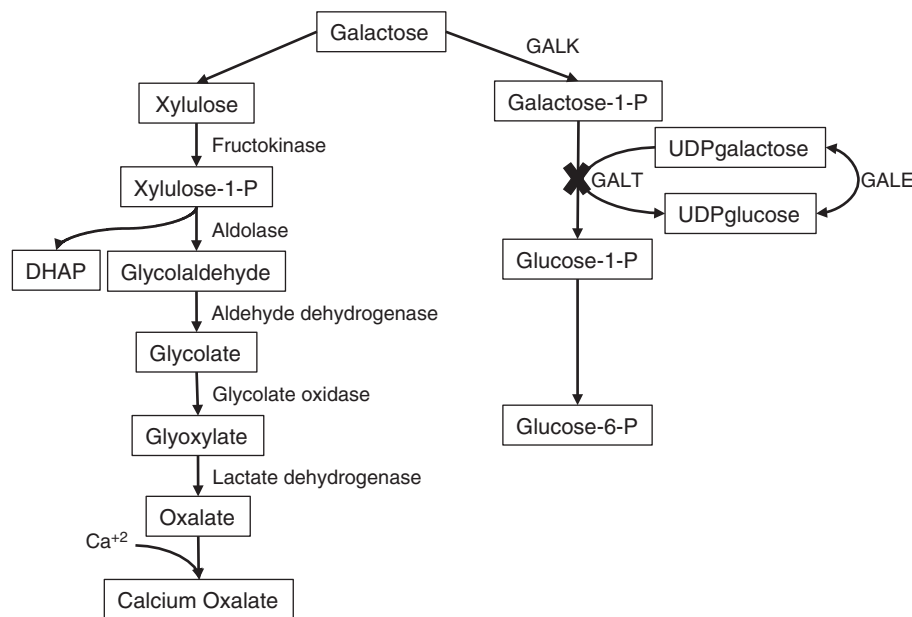 Galactose
GALK
Xylulose
Galactose-1-P
Fructokinase
UDPgalactose
Xylulose-1-P
GALT
GALE
UDPglucose
Aldolase
DHAP
Glycolaldehyde
Glucose-1-P
Aldehyde dehydrogenase
Glycolate
Glycolate oxidase
Glyoxylate
Glucose-6-P
Lactate dehydrogenase
Oxalate
Ca+2
Calcium Oxalate